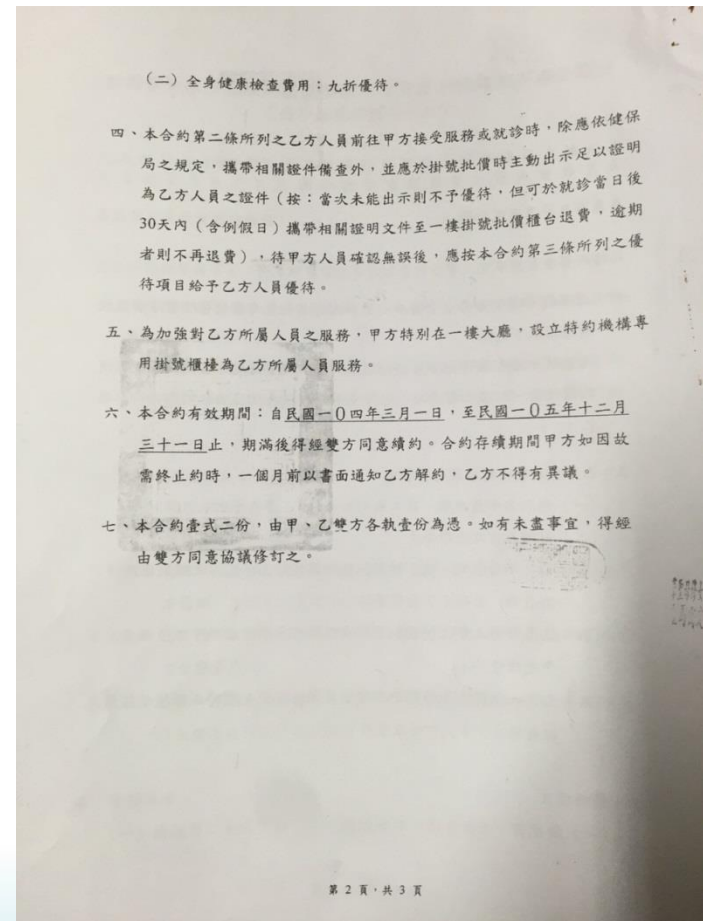 （二）全身健康檢查費用：九折優待。
四、本合約第二條所列之乙方人員前往甲方接受服務或就診時，除應依健保
局之規定，攜帶相關證件備查外，並應於掛號批價時主動出示足以證明
為乙方人員之證件（按：當次未能出示則不予優待，但可於就診當日後
30天內（含例假日）攜帶相關證明文件至一樓掛號批價櫃台退費，逾期
者則不再退費），待甲方人員確認無誤後，應按本合約第三條所列之優
待項目給予乙方人員優待。
五、為加強對乙方所屬人員之服務，甲方特別在一樓大廳，設立特約機構專
用掛號櫃檯為乙方所屬人員服務。
六、本合約有效期間：自民國一0四年三月一日，至民國一0五年十二月
三十一日止，期滿後得經雙方同意續約。合約存續期間甲方如因故
需終止約時，一個月前以書面通知乙方解約，乙方不得有異議。
七、本合約壹式二份，由甲、乙雙方各執壹份為憑。如有未盡事宜，得經
由雙方同意協議修訂之。
第 2 頁，共 3 頁